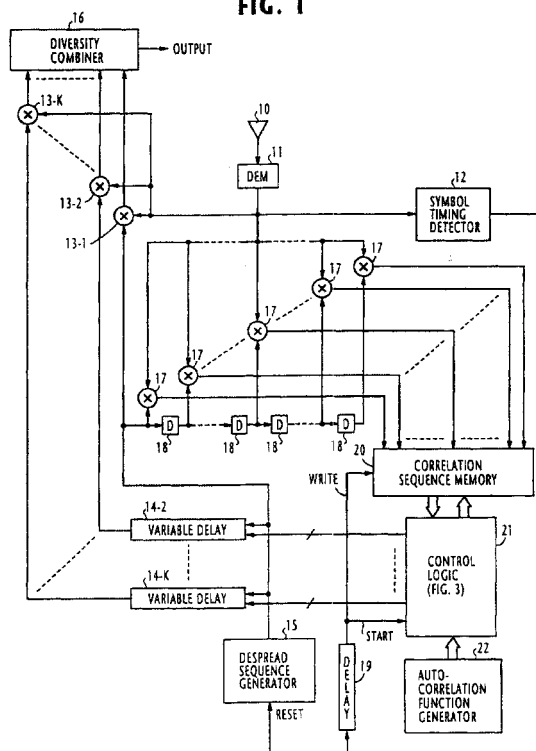 FIG. 1
16
DIVERSITY
COMBINER
OUTPUT
13-K
10
11
DEM
13-2
13-1
12
SYMBOL
TIMING
DETECTOR
17
17
17
17
17
D
D
D
D
18
18
18
18
20
CORRELATION
SEQUENCE MEMORY
WRITE
14-2
VARIABLE DELAY
21
CONTROL
LOGIC
(FIG. 3)
14-K
VARIABLE DELAY
START
15
DESPREAD
SEQUENCE
GENERATOR
DELAY
19
22
AUTO-
CORRELATION
FUNCTION
GENERATOR
RESET